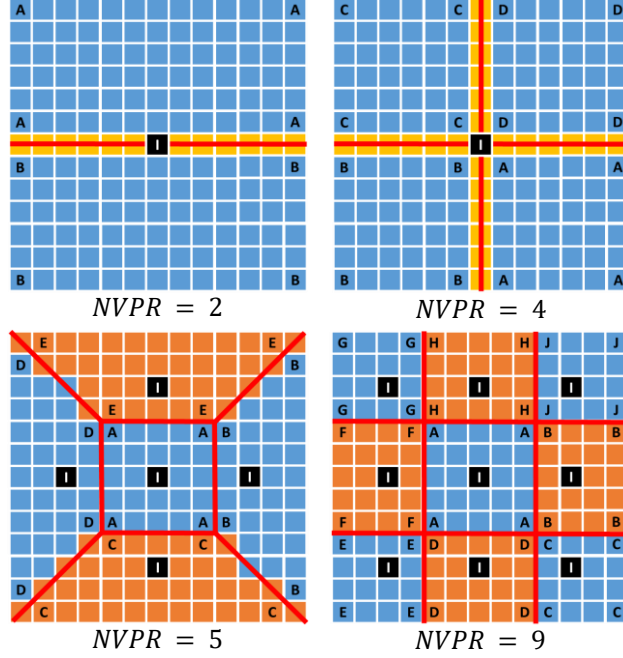 A A
A A
I
B B
B B
NVPR = 2
C C D D
C C D D
I
B B A A
B B A A
NVPR = 4
E E
D B
I
E E
D A A B
I I I
D A A B
C C
I
D B
C C
NVPR = 5
G G H H J J
I I I
G G H H J J
F F A A B B
I I I
F F A A B B
E E D D C C
I I I
E E D D C C
NVPR = 9